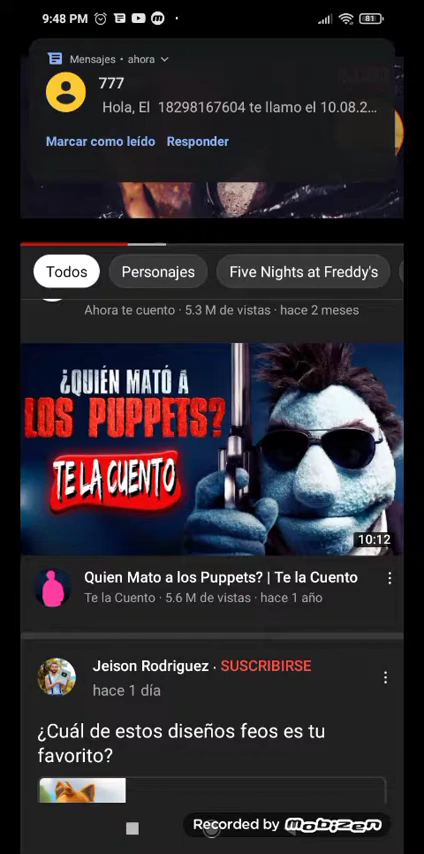 9:48 PM
81
Mensajes • ahora
777
Hola, El 18298167604 te llamo el 10.08.2...
Marcar como leído Responder
Todos Personajes Five Nights at Freddy's
Ahora te cuento · 5.3 M de vistas · hace 2 meses
¿QUIÉN MATÓ A
LOS PUPPETS?
TE LA CUENTO
10:12
Quien Mato a los Puppets? | Te la Cuento
Te la Cuento · 5.6 M de vistas · hace 1 año
Jeison Rodriguez · SUSCRIBIRSE
hace 1 día
¿Cuál de estos diseños feos es tu
favorito?
Recorded by MOBIZEN